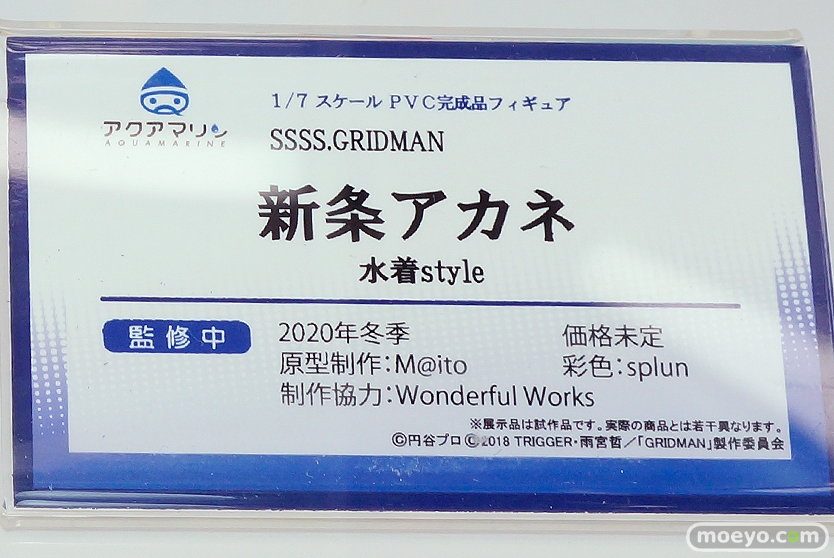 アクアマリン
AQUAMARINE
1/7 スケール PVC完成品フィギュア
SSSS.GRIDMAN
新条アカネ
水着style
監修中
2020年冬季 価格未定
原型制作：M@ito 彩色：splun
制作協力：Wonderful Works
※展示品は試作品です。実際の商品とは若干異なります。
©円谷プロ ©2018 TRIGGER・雨宮哲／「GRIDMAN」製作委員会
moeyo.com